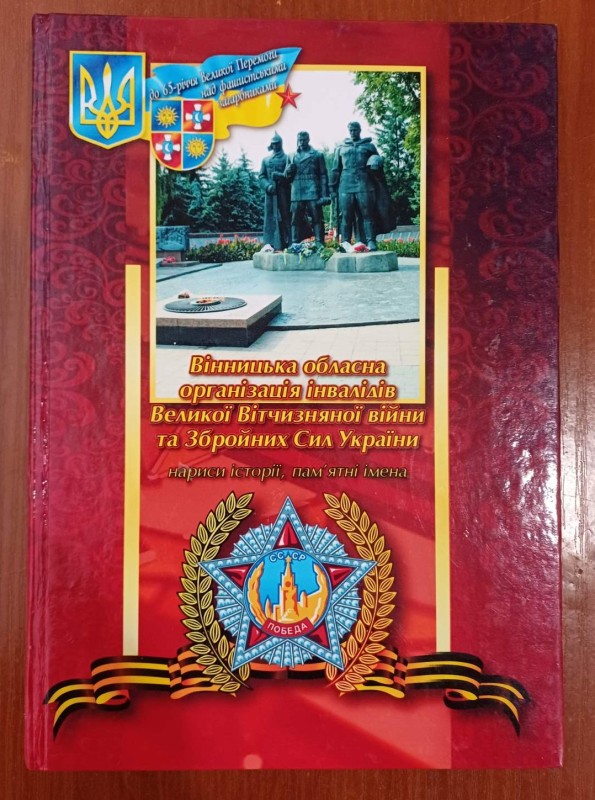 до 65-річчя Великої Перемоги
над фашистськими
загарбниками
Вінницька обласна
організація інвалідів
Великої Вітчизняної війни
та Збройних Сил України
нариси історії, пам'ятні імена
СССР
ПОБЕДА